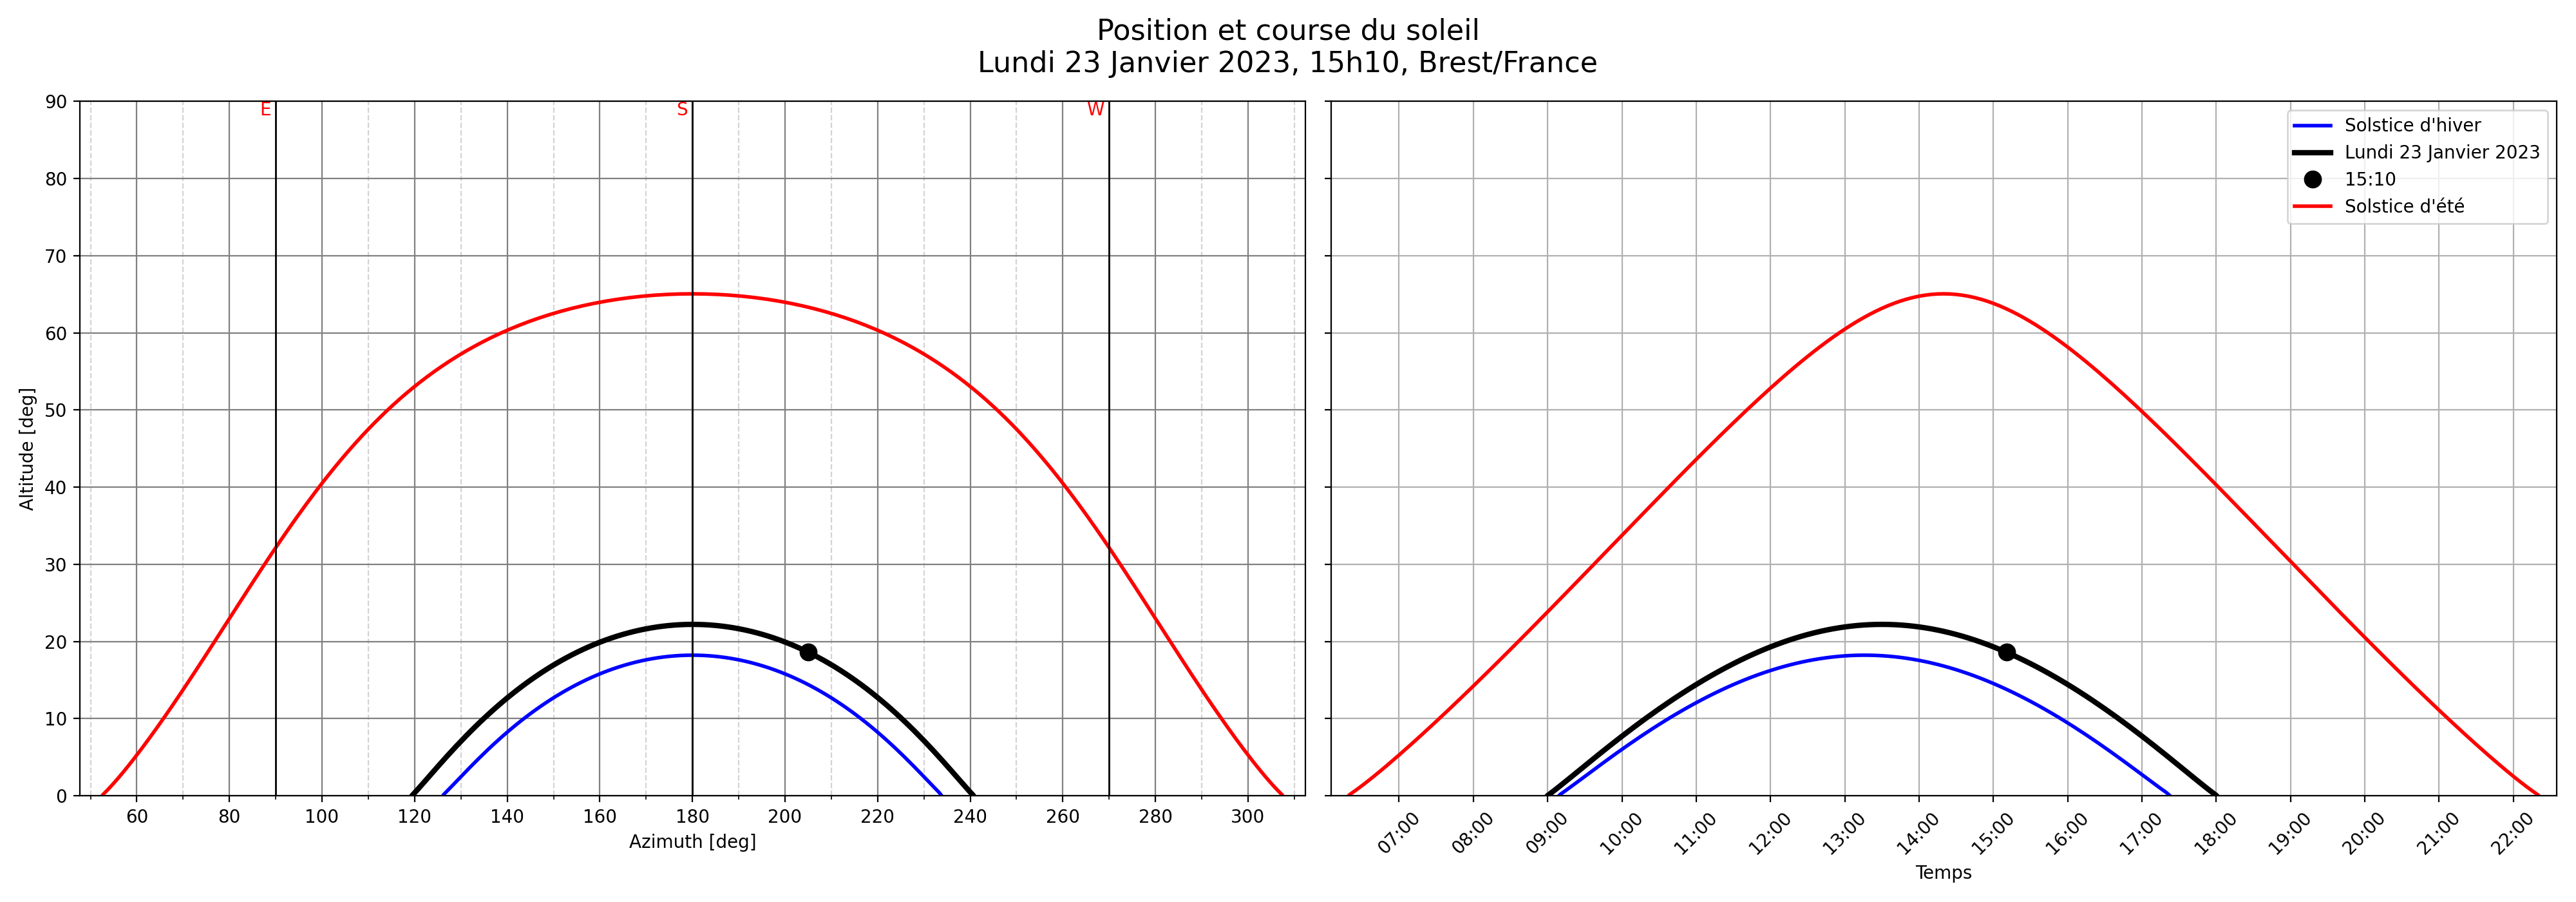 Position et course du soleil
Lundi 23 Janvier 2023, 15h10, Brest/France
E
S
W
90
80
70
60
50
40
30
20
10
0
Altitude [deg]
60 80 100 120 140 160 180 200 220 240 260 280 300
Azimuth [deg]
Solstice d'hiver
Lundi 23 Janvier 2023
15:10
Solstice d'été
07:00 08:00 09:00 10:00 11:00 12:00 13:00 14:00 15:00 16:00 17:00 18:00 19:00 20:00 21:00 22:00
Temps